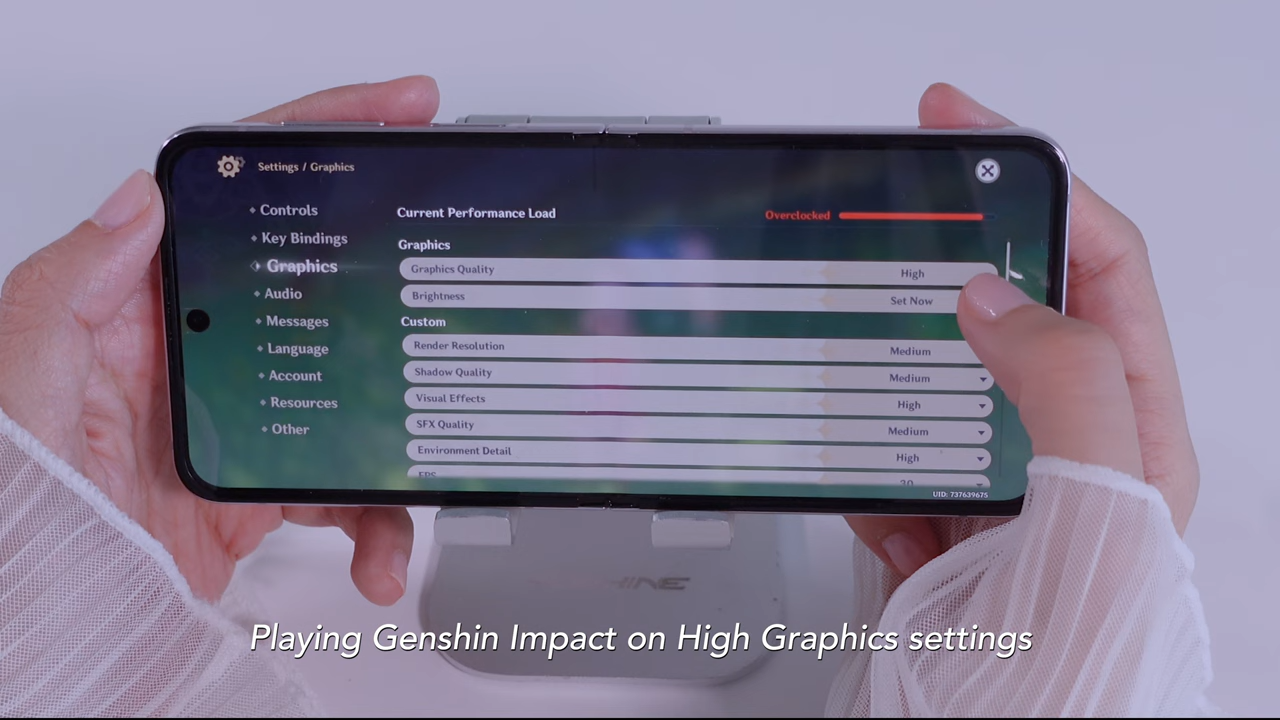 Settings / Graphics
Controls
Key Bindings
Graphics
Audio
Messages
Language
Account
Resources
Other
Current Performance Load Overclocked
Graphics
Graphics Quality High
Brightness Set Now
Custom
Render Resolution Medium
Shadow Quality Medium
Visual Effects High
SFX Quality Medium
Environment Detail High
FPS 30
UID: 737639675
Playing Genshin Impact on High Graphics settings